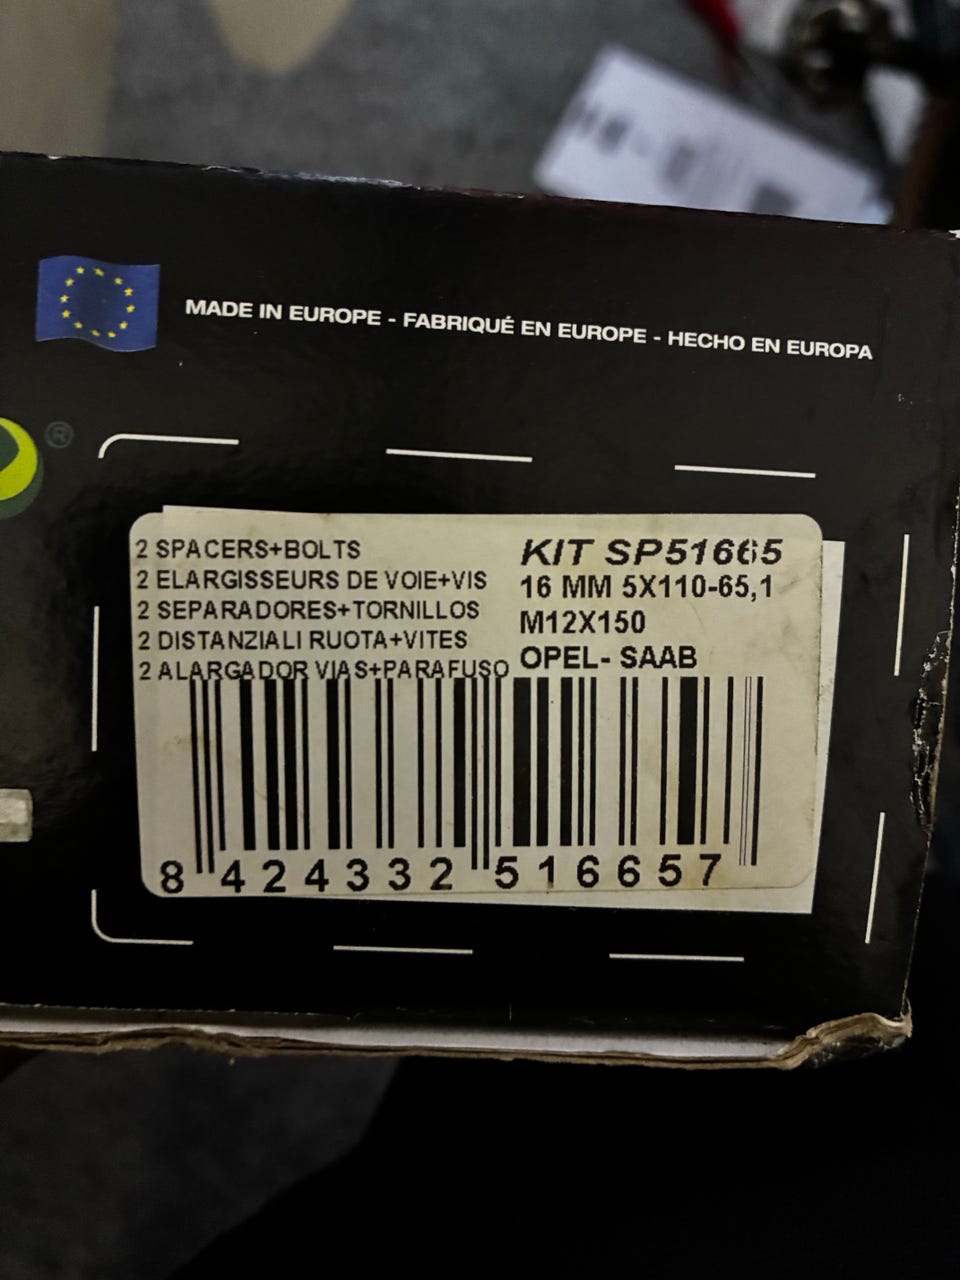 MADE IN EUROPE - FABRIQUÉ EN EUROPE - HECHO EN EUROPA
®
2 SPACERS+BOLTS
2 ELARGISSEURS DE VOIE+VIS
2 SEPARADORES+TORNILLOS
2 DISTANZIALI RUOTA+VITES
2 ALARGADOR VIAS+PARAFUSO
KIT SP51665
16 MM 5X110-65,1
M12X150
OPEL- SAAB
8 424332 516657